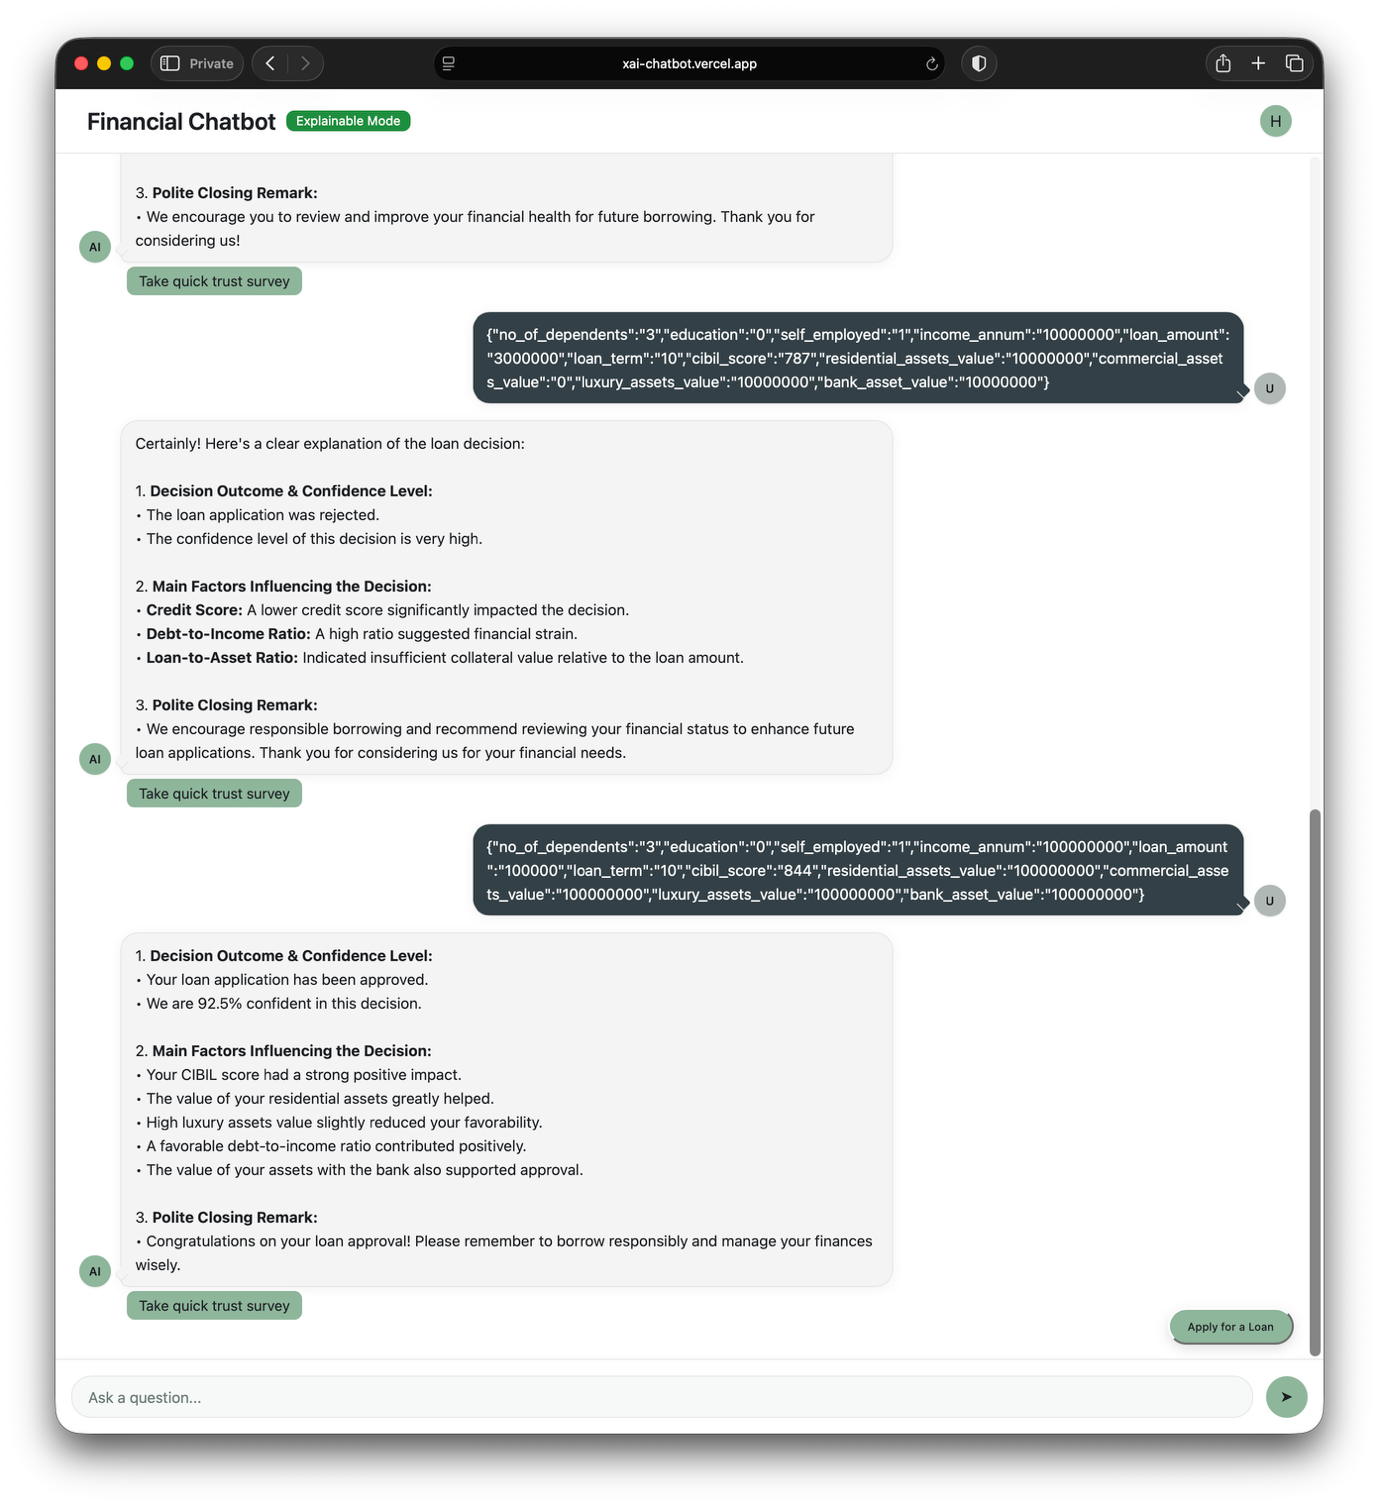 Private
xai-chatbot.vercel.app
Financial Chatbot
Explainable Mode
H
3. Polite Closing Remark:
• We encourage you to review and improve your financial health for future borrowing. Thank you for
considering us!
AI
Take quick trust survey
{"no_of_dependents":"3","education":"0","self_employed":"1","income_annum":"10000000","loan_amount":
"3000000","loan_term":"10","cibil_score":"787","residential_assets_value":"10000000","commercial_asset
s_value":"0","luxury_assets_value":"10000000","bank_asset_value":"10000000"}
U
Certainly! Here's a clear explanation of the loan decision:
1. Decision Outcome & Confidence Level:
• The loan application was rejected.
• The confidence level of this decision is very high.
2. Main Factors Influencing the Decision:
• Credit Score: A lower credit score significantly impacted the decision.
• Debt-to-Income Ratio: A high ratio suggested financial strain.
• Loan-to-Asset Ratio: Indicated insufficient collateral value relative to the loan amount.
3. Polite Closing Remark:
• We encourage responsible borrowing and recommend reviewing your financial status to enhance future
loan applications. Thank you for considering us for your financial needs.
AI
Take quick trust survey
{"no_of_dependents":"3","education":"0","self_employed":"1","income_annum":"100000000","loan_amount
":"100000","loan_term":"10","cibil_score":"844","residential_assets_value":"100000000","commercial_asse
ts_value":"100000000","luxury_assets_value":"100000000","bank_asset_value":"100000000"}
U
1. Decision Outcome & Confidence Level:
• Your loan application has been approved.
• We are 92.5% confident in this decision.
2. Main Factors Influencing the Decision:
• Your CIBIL score had a strong positive impact.
• The value of your residential assets greatly helped.
• High luxury assets value slightly reduced your favorability.
• A favorable debt-to-income ratio contributed positively.
• The value of your assets with the bank also supported approval.
3. Polite Closing Remark:
• Congratulations on your loan approval! Please remember to borrow responsibly and manage your finances
wisely.
AI
Take quick trust survey
Apply for a Loan
Ask a question...